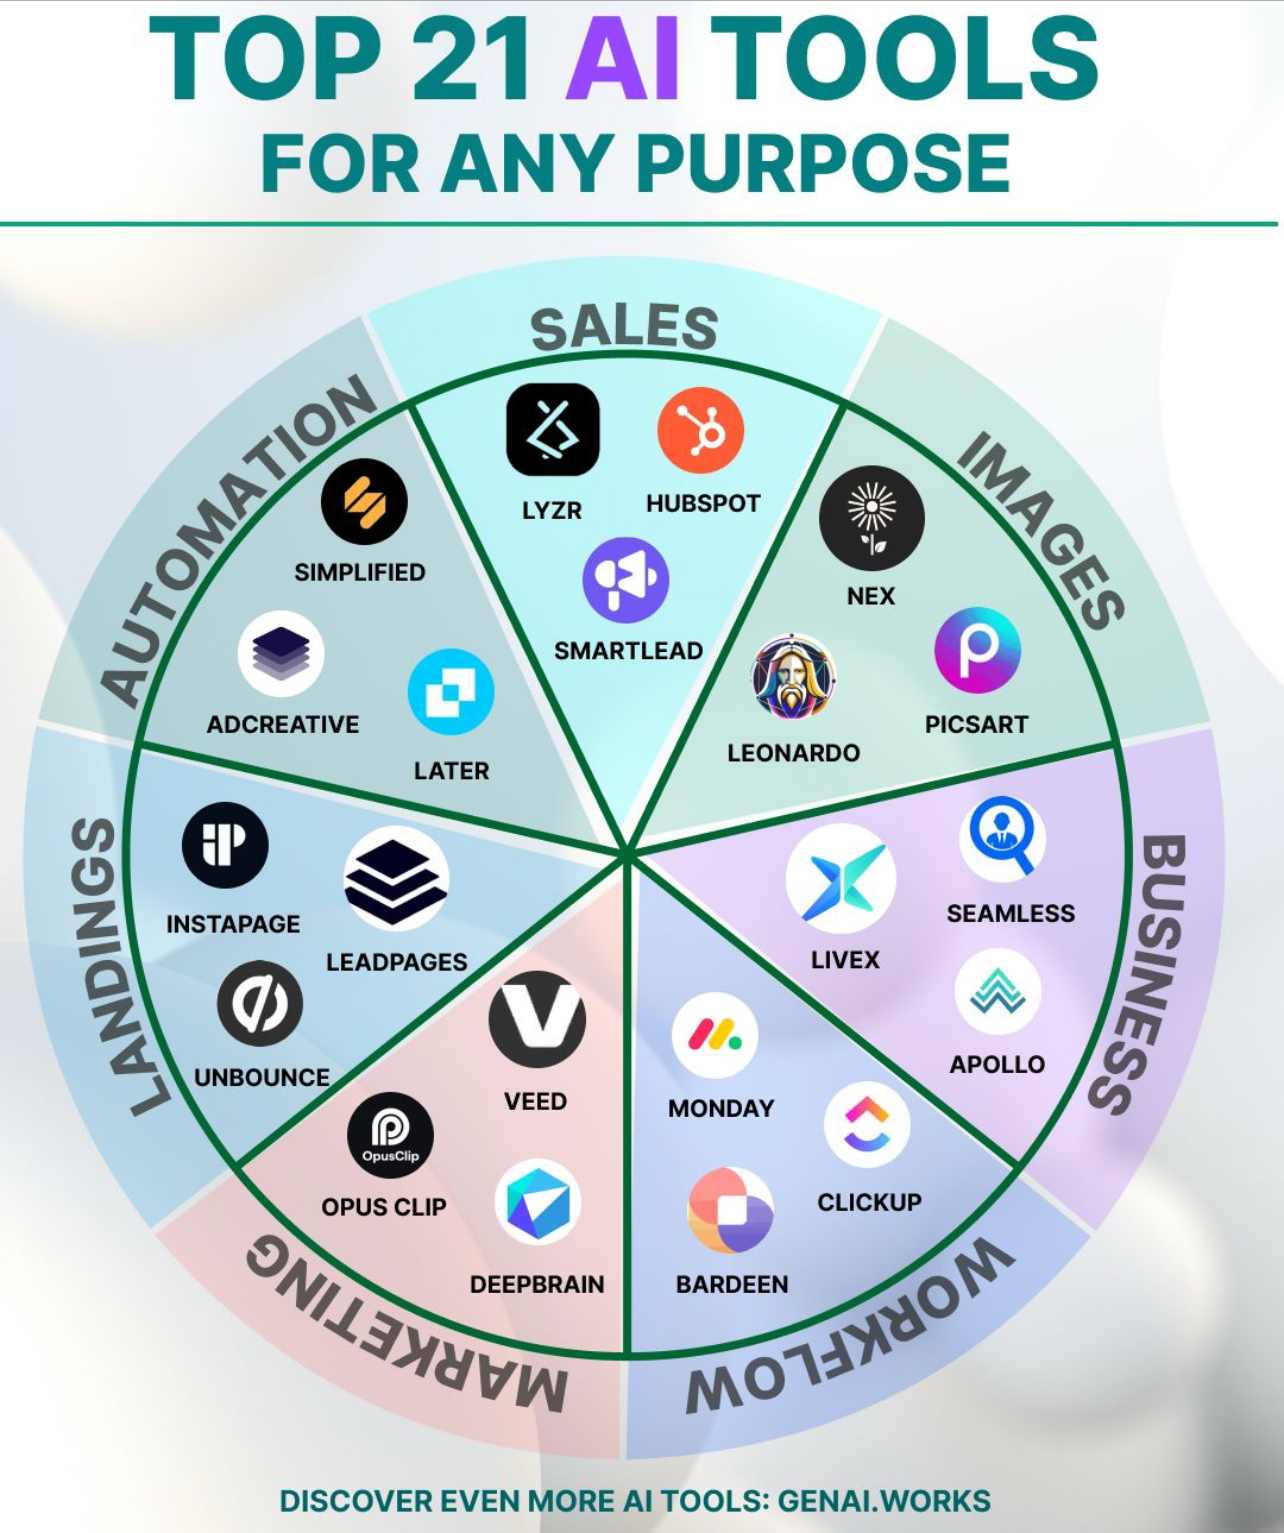 TOP 21 AI TOOLS
FOR ANY PURPOSE
SALES
LYZR
HUBSPOT
SMARTLEAD
IMAGES
NEX
PICSART
LEONARDO
BUSINESS
SEAMLESS
LIVEX
APOLLO
WORKFLOW
MONDAY
CLICKUP
BARDEEN
MARKETING
VEED
OpusClip
OPUS CLIP
DEEPBRAIN
LANDINGS
INSTAPAGE
LEADPAGES
UNBOUNCE
AUTOMATION
SIMPLIFIED
ADCREATIVE
LATER
DISCOVER EVEN MORE AI TOOLS: GENAI.WORKS